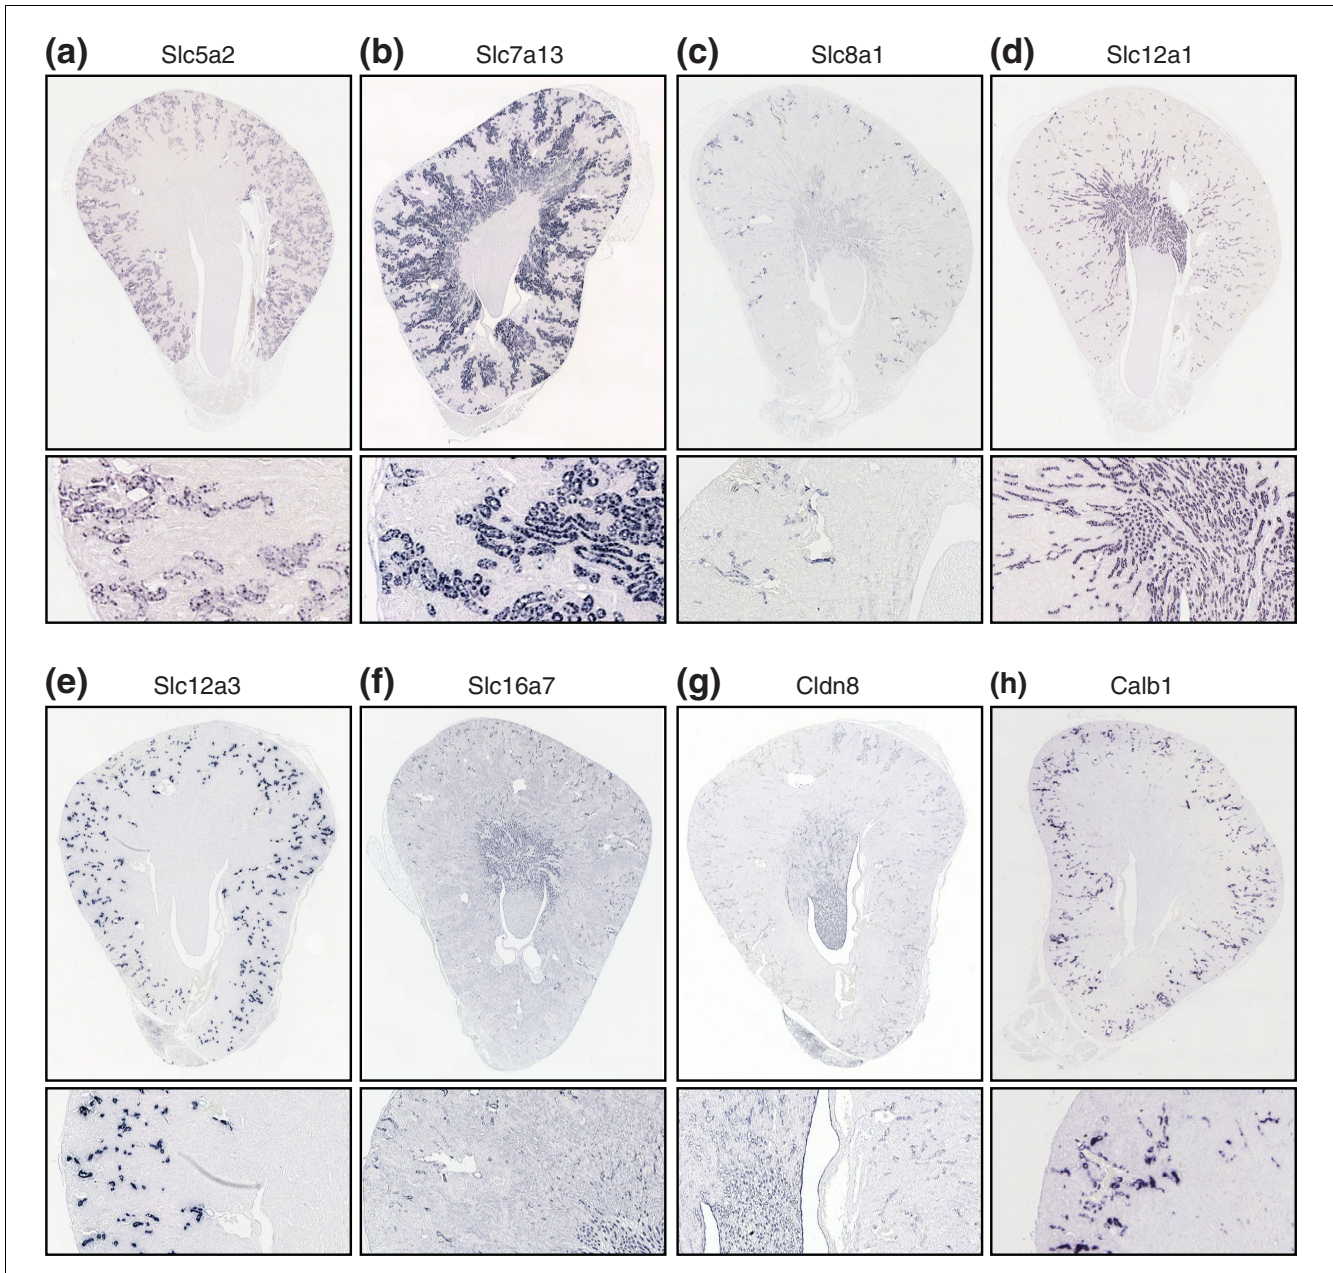 (a) Slc5a2
(b) Slc7a13
(c) Slc8a1
(d) Slc12a1
(e) Slc12a3
(f) Slc16a7
(g) Cldn8
(h) Calb1